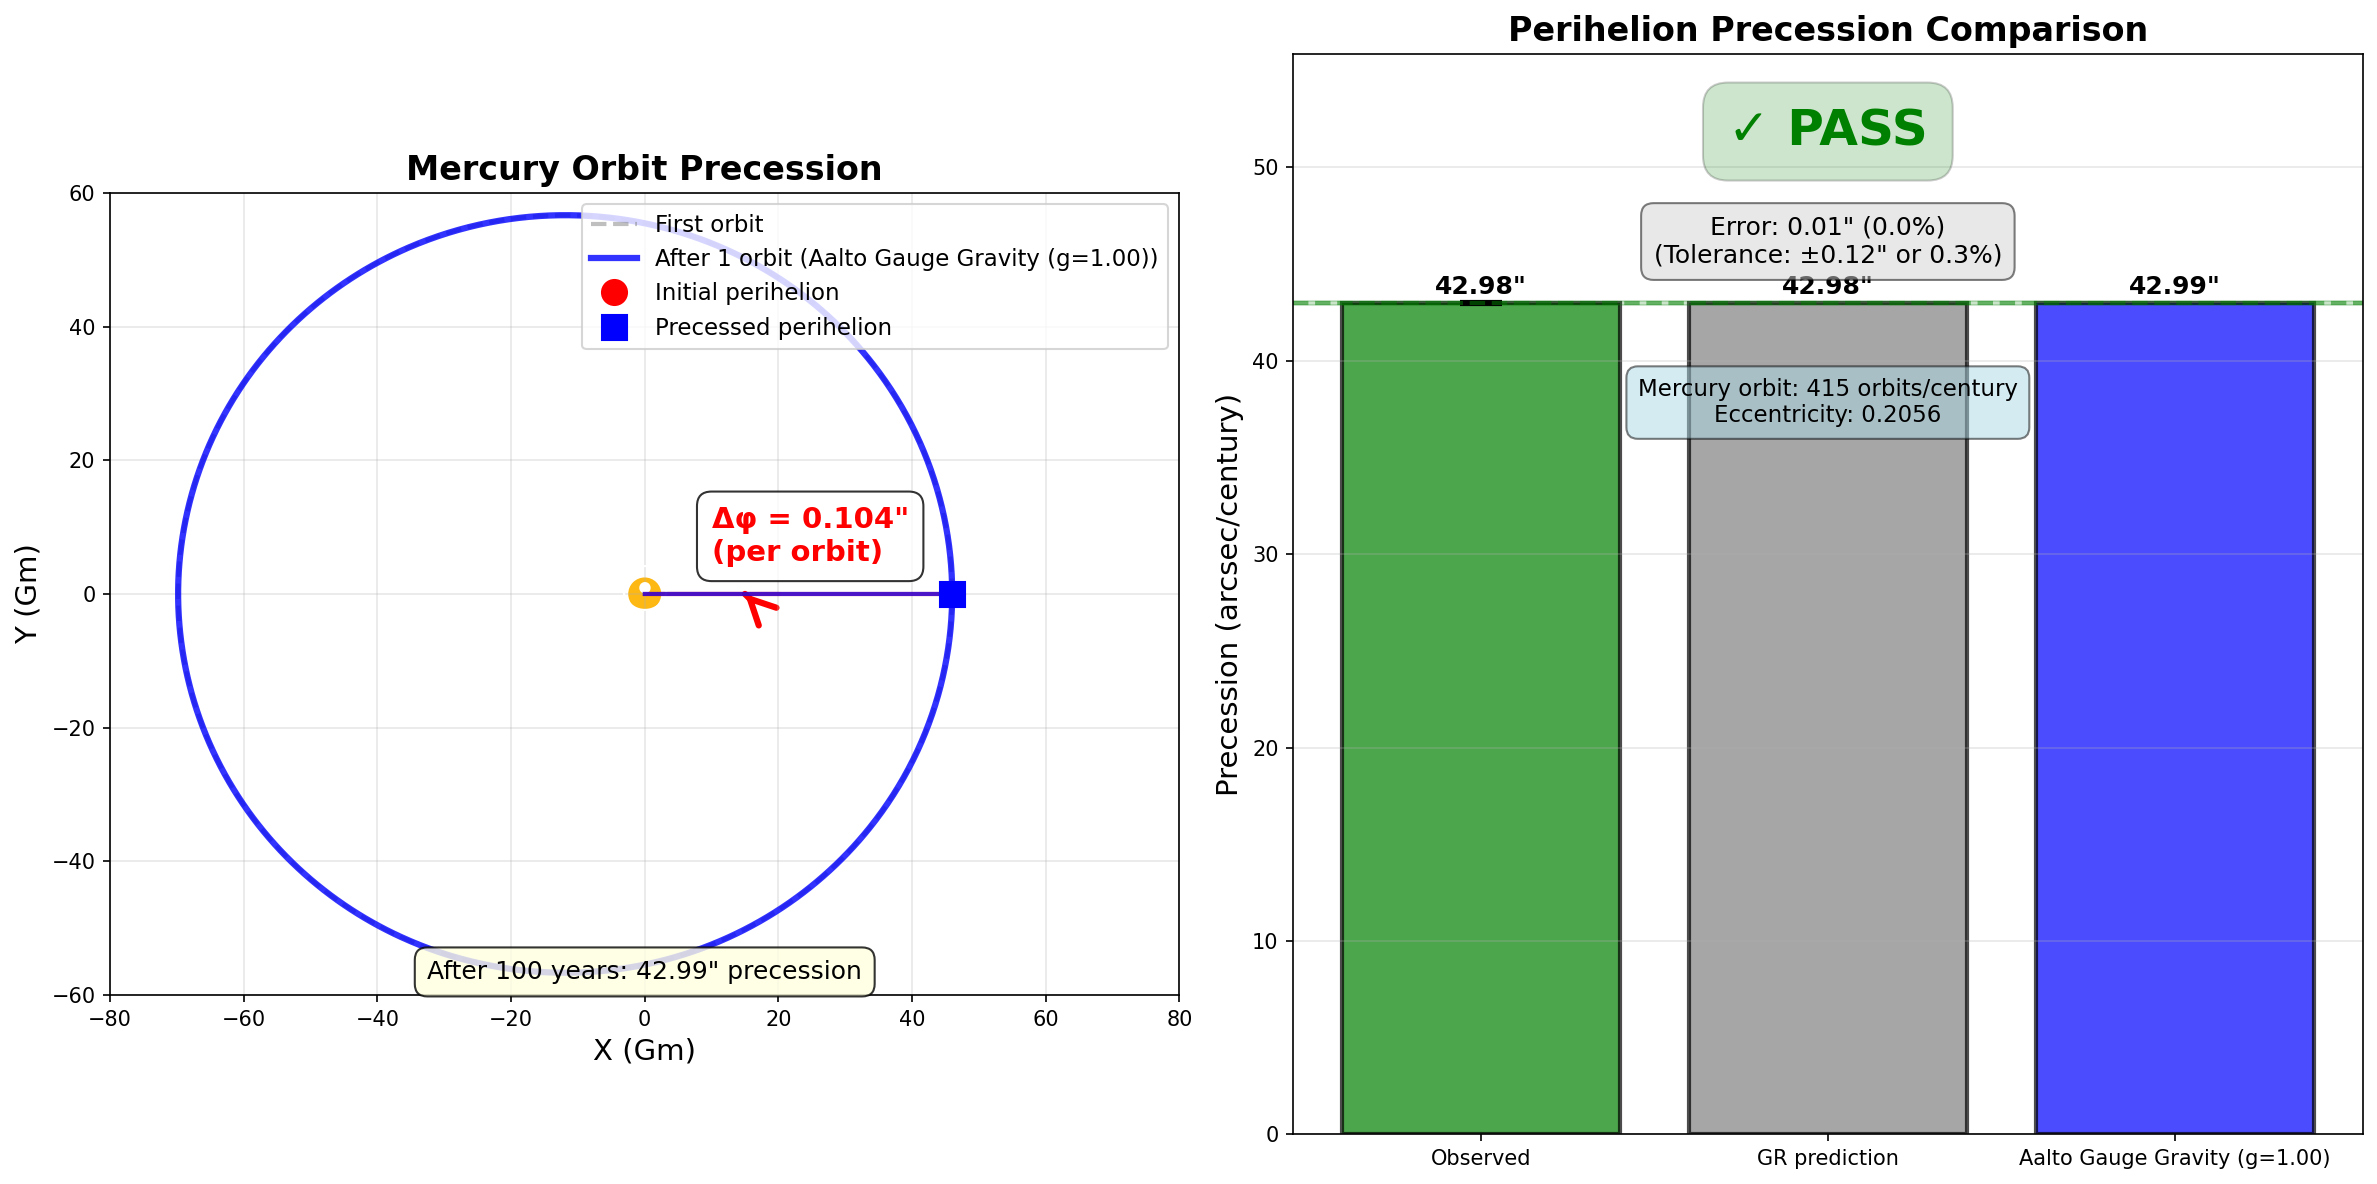 Mercury Orbit Precession
60
40
20
0
−20
−40
−60
Y (Gm)
First orbit
After 1 orbit (Aalto Gauge Gravity (g=1.00))
Initial perihelion
Precessed perihelion
Δφ = 0.104"
(per orbit)
After 100 years: 42.99" precession
−80
−60
−40
−20
0
20
40
60
80
X (Gm)
Perihelion Precession Comparison
✓ PASS
Error: 0.01" (0.0%)
(Tolerance: ±0.12" or 0.3%)
42.98"
42.98"
42.99"
Mercury orbit: 415 orbits/century
Eccentricity: 0.2056
50
40
30
20
10
0
Precession (arcsec/century)
Observed
GR prediction
Aalto Gauge Gravity (g=1.00)